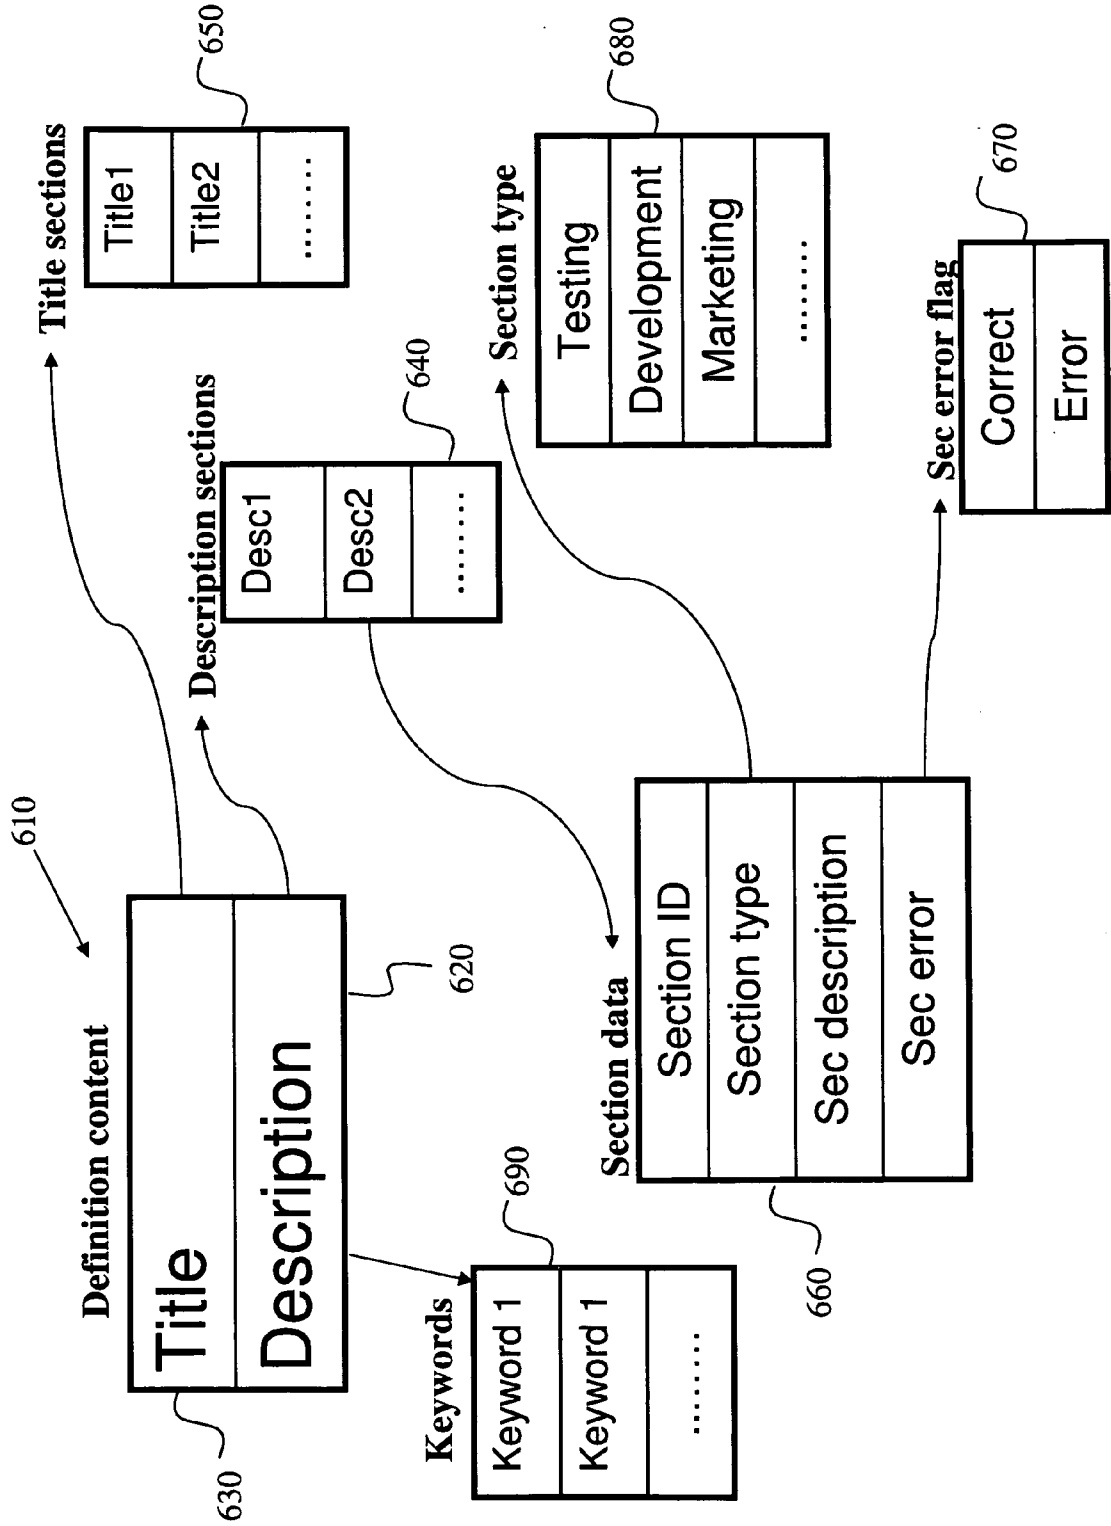 610
Definition content
Title
Description
630
620
Title sections
Title1
Title2
........
650
Description sections
Desc1
Desc2
........
640
Keywords
Keyword 1
Keyword 1
........
690
Section data
Section ID
Section type
Sec description
Sec error
660
Section type
Testing
Development
Marketing
........
680
Sec error flag
Correct
Error
670